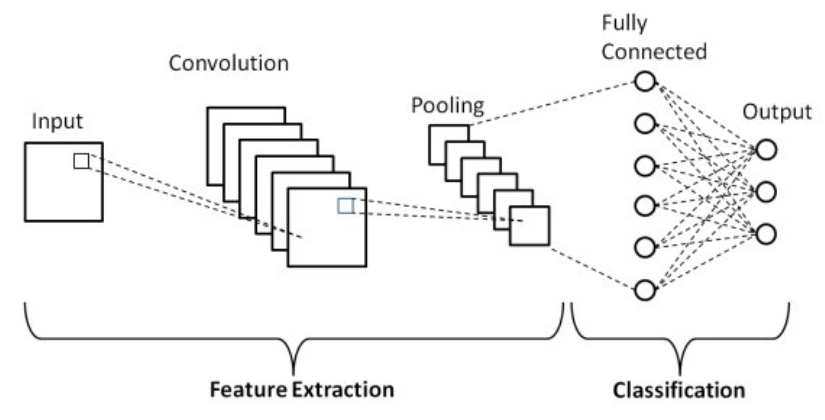 Input
Convolution
Pooling
Fully
Connected
Output
Feature Extraction
Classification